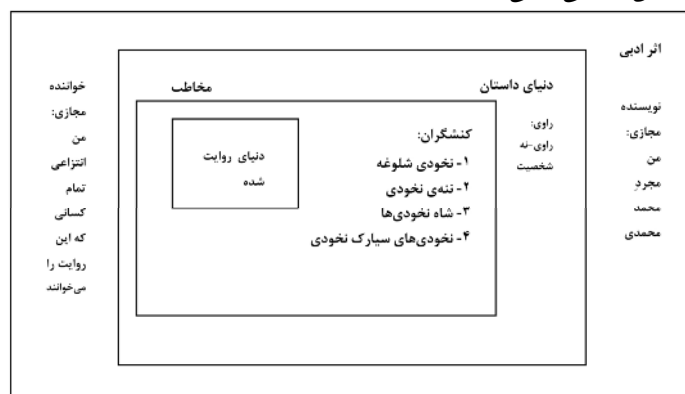 اثر ادبی
نویسنده
مجازی:
من
مجردِ
محمد
محمدی
دنیای داستان
راوی:
راوی-نه
شخصیت
مخاطب
کنشگران:
۱- نخودی شلوغه
۲- ننه‌ی نخودی
۳- شاه نخودی‌ها
۴- نخودی‌های سیارک نخودی
دنیای روایت
شده
خواننده
مجازی:
من
انتزاعی
تمام
کسانی
که این
روایت را
می‌خوانند